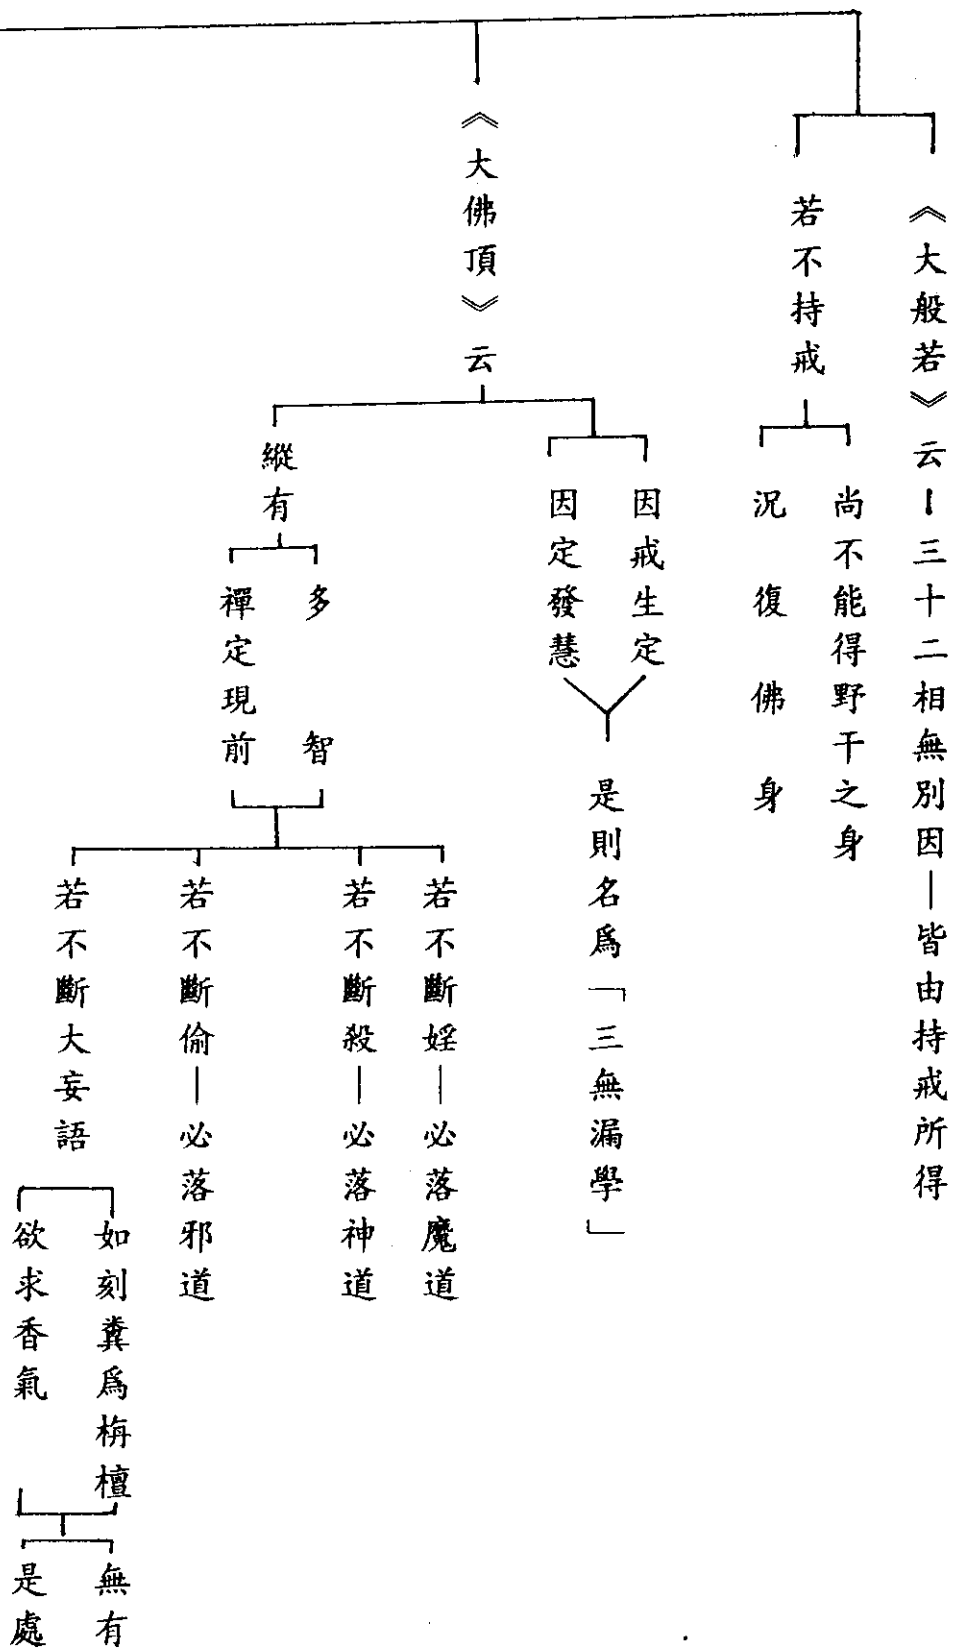 《大般若》云－三十二相無別因－皆由持戒所得
若不持戒
尚不能得野干之身
況復佛身
《大佛頂》云
因戒生定
因定發慧
是則名爲「三無漏學」
縱有
多智
禪定現前
若不斷婬－必落魔道
若不斷殺－必落神道
若不斷偷－必落邪道
若不斷大妄語
如刻糞爲栴檀
欲求香氣
無有
是處